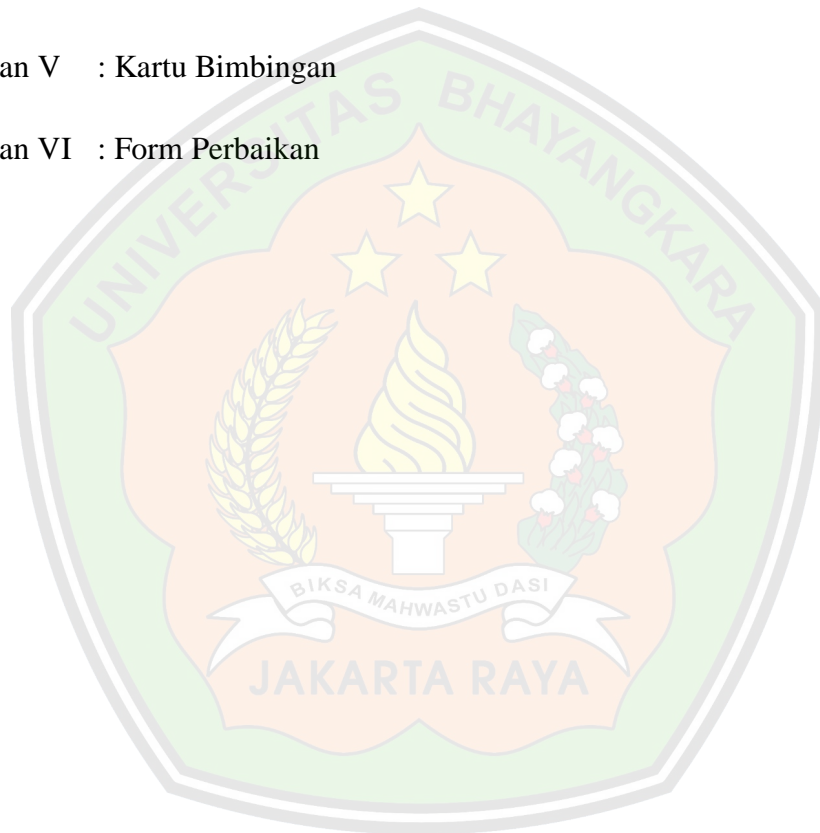 an V : Kartu Bimbingan
an VI : Form Perbaikan
UNIVERSITAS BHAYANGKARA
BIKSA MAHWASTU DASI
JAKARTA RAYA